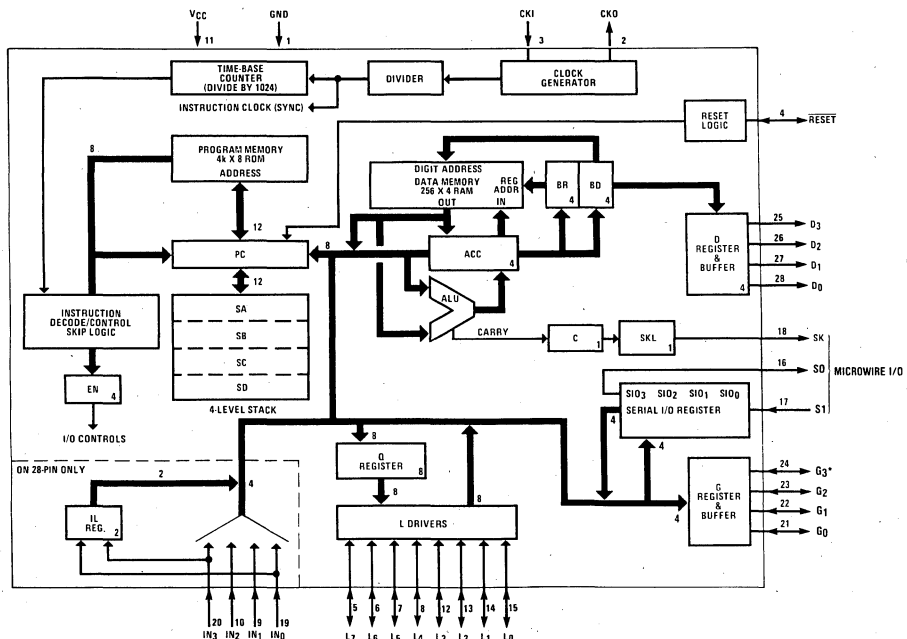 VCC GND CKI CKO
11 1 3 2
TIME-BASE
COUNTER
(DIVIDE BY 1024)
DIVIDER
CLOCK
GENERATOR
INSTRUCTION CLOCK (SYNC)
RESET
LOGIC
4 RESET
8
PROGRAM MEMORY
4k X 8 ROM
ADDRESS
DIGIT ADDRESS
DATA MEMORY
256 X 4 RAM
OUT
REG
ADDR
IN
BR
4
BD
4
12
PC
8
ACC
4
D
REGISTER
&
BUFFER
4
25 D3
26 D2
27 D1
28 D0
12
INSTRUCTION
DECODE/CONTROL
SKIP LOGIC
SA
SB
SC
SD
4-LEVEL STACK
ALU
CARRY
C
1
SKL
1
18 SK
16 SO
17 S1
MICROWIRE I/O
EN
4
I/O CONTROLS
SIO3 SIO2 SIO1 SIO0
SERIAL I/O REGISTER
4
4
ON 28-PIN ONLY
2
4
IL
REG.
2
8
Q
REGISTER
8
8
8
L DRIVERS
4
G
REGISTER
&
BUFFER
24 G3*
23 G2
22 G1
21 G0
20 10 9 19
IN3 IN2 IN1 IN0
5 6 7 8 12 13 14 15
L7 L6 L5 L4 L3 L2 L1 L0